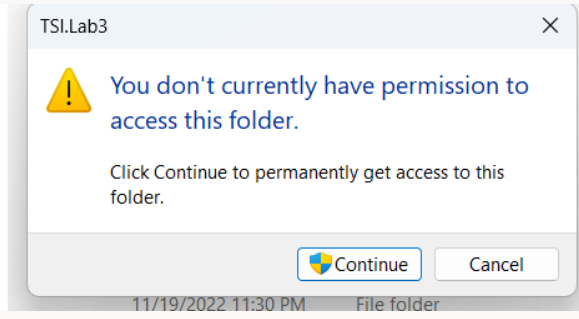 TSI.Lab3
You don't currently have permission to
access this folder.
Click Continue to permanently get access to this
folder.
Continue Cancel
11/19/2022 11:30 PM File folder